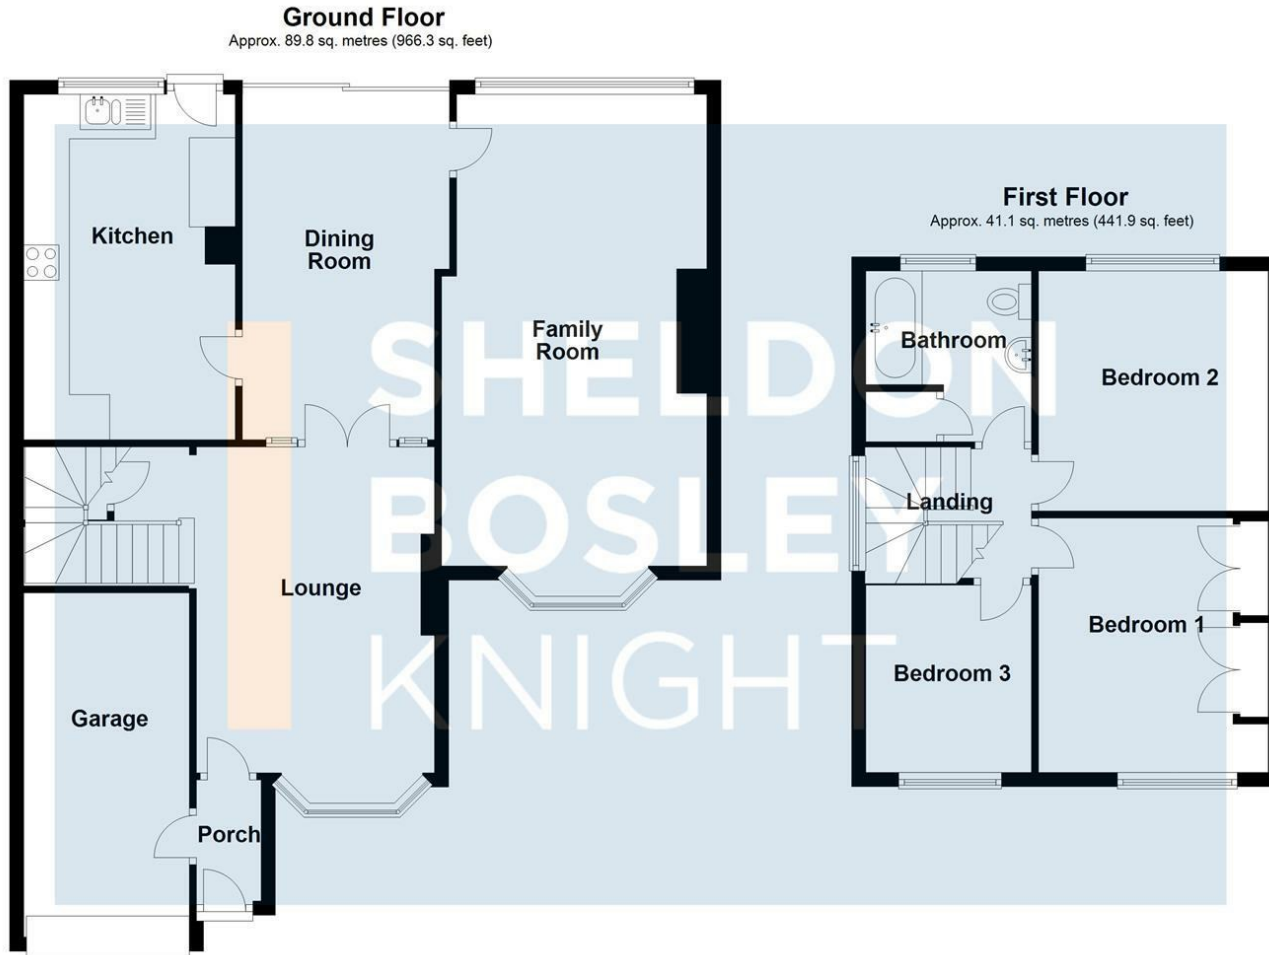 Ground Floor
Approx. 89.8 sq. metres (966.3 sq. feet)
Kitchen
Dining
Room
Family
Room
Lounge
Garage
Porch
First Floor
Approx. 41.1 sq. metres (441.9 sq. feet)
Bathroom
Bedroom 2
Landing
Bedroom 1
Bedroom 3
SHELDON
BOSLEY
KNIGHT